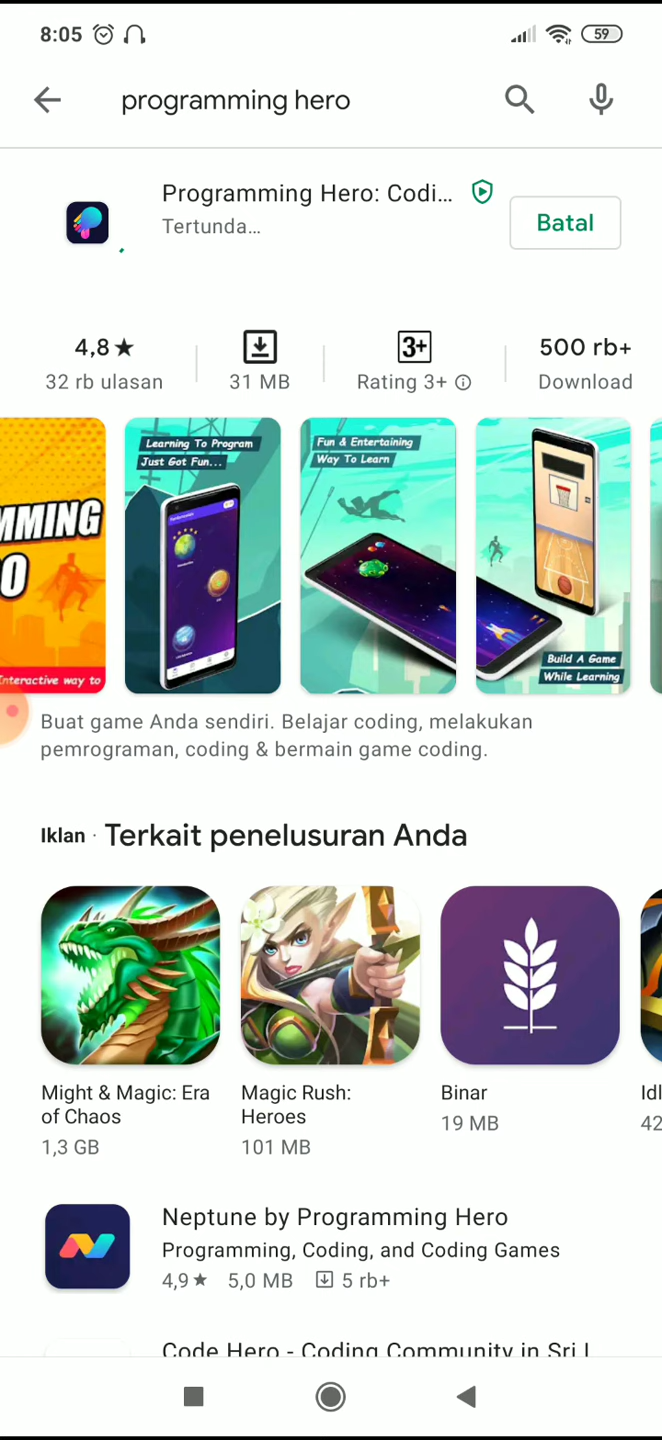 8:05
59
programming hero
Programming Hero: Codi...
Tertunda...
Batal
4,8★
32 rb ulasan
31 MB
3+
Rating 3+
500 rb+
Download
MMING
O
Interactive way to
Learning To Program
Just Got Fun...
Fun & Entertaining
Way To Learn
Build A Game
While Learning
Buat game Anda sendiri. Belajar coding, melakukan
pemrograman, coding & bermain game coding.
Iklan · Terkait penelusuran Anda
Might & Magic: Era
of Chaos
1,3 GB
Magic Rush:
Heroes
101 MB
Binar
19 MB
Idl
42
Neptune by Programming Hero
Programming, Coding, and Coding Games
4,9★ 5,0 MB 5 rb+
Code Hero - Coding Community in Sri L